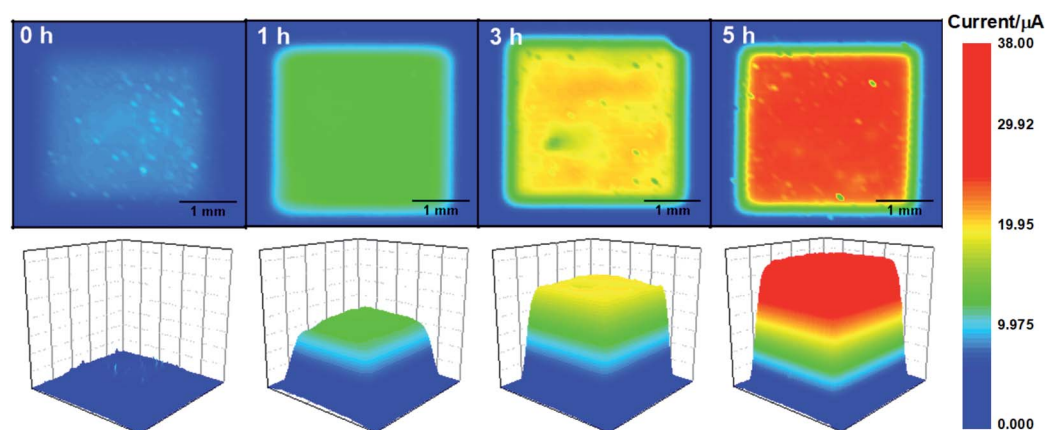 0 h
1 h
3 h
5 h
Current/μA
38.00
29.92
19.95
9.975
0.000
1 mm
1 mm
1 mm
1 mm